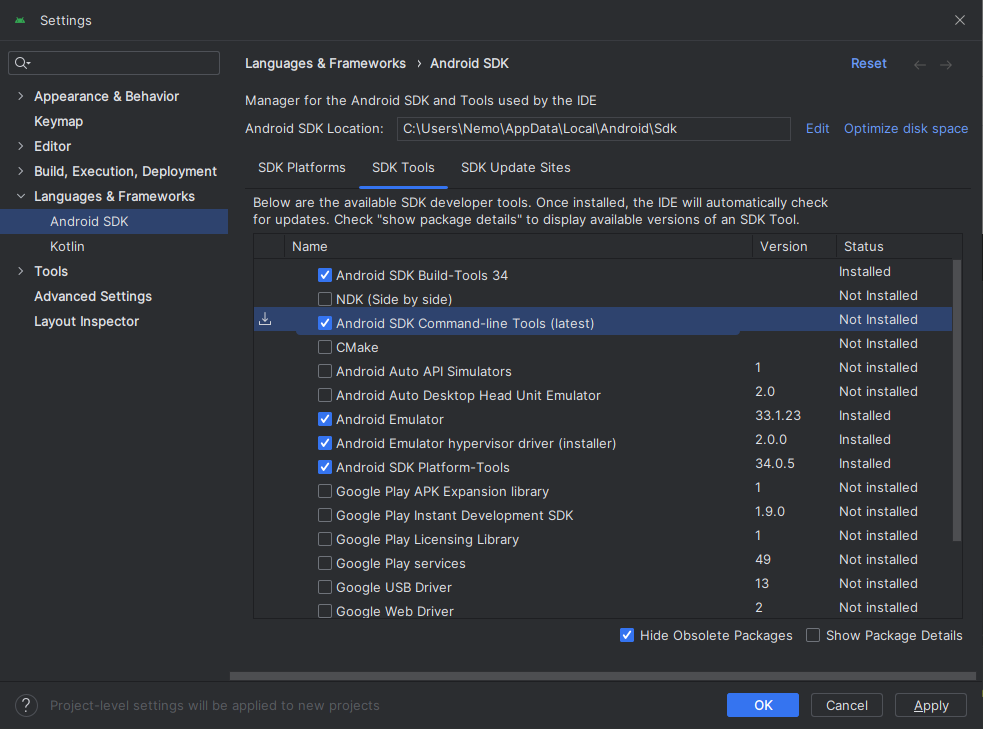 Settings
Languages & Frameworks › Android SDK
Reset
Appearance & Behavior
Keymap
Editor
Build, Execution, Deployment
Languages & Frameworks
Android SDK
Kotlin
Tools
Advanced Settings
Layout Inspector
Manager for the Android SDK and Tools used by the IDE
Android SDK Location: C:\Users\Nemo\AppData\Local\Android\Sdk Edit Optimize disk space
SDK Platforms SDK Tools SDK Update Sites
Below are the available SDK developer tools. Once installed, the IDE will automatically check
for updates. Check "show package details" to display available versions of an SDK Tool.
Name Version Status
Android SDK Build-Tools 34 Installed
NDK (Side by side) Not Installed
Android SDK Command-line Tools (latest) Not Installed
CMake Not Installed
Android Auto API Simulators 1 Not installed
Android Auto Desktop Head Unit Emulator 2.0 Not installed
Android Emulator 33.1.23 Installed
Android Emulator hypervisor driver (installer) 2.0.0 Installed
Android SDK Platform-Tools 34.0.5 Installed
Google Play APK Expansion library 1 Not installed
Google Play Instant Development SDK 1.9.0 Not installed
Google Play Licensing Library 1 Not installed
Google Play services 49 Not installed
Google USB Driver 13 Not installed
Google Web Driver 2 Not installed
Hide Obsolete Packages Show Package Details
? Project-level settings will be applied to new projects
OK Cancel Apply